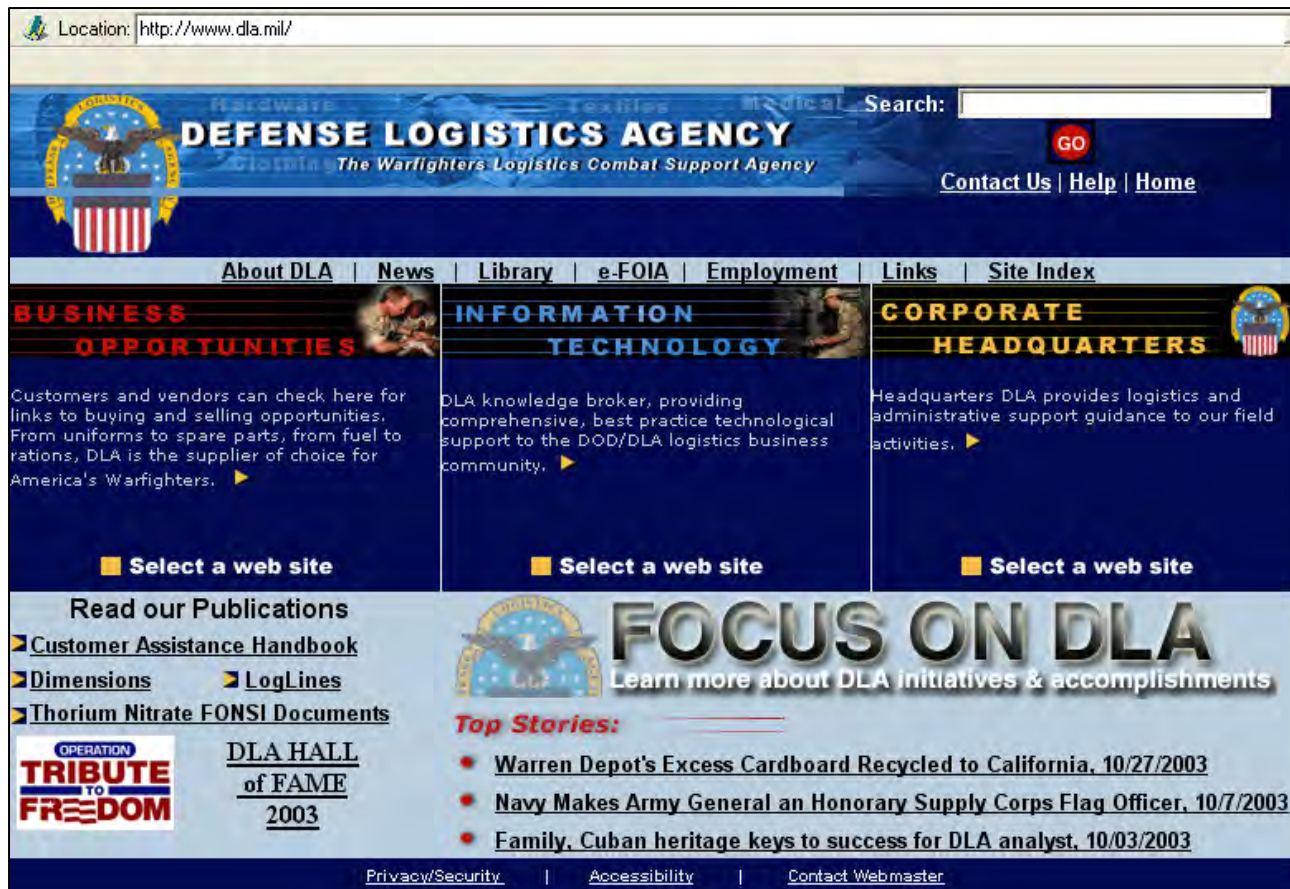 Location: http://www.dla.mil/
Hardware Textiles Medical
Search:
DEFENSE LOGISTICS AGENCY
Clothing
The Warfighters Logistics Combat Support Agency
GO
Contact Us | Help | Home
About DLA | News | Library | e-FOIA | Employment | Links | Site Index
BUSINESS
OPPORTUNITIES
Customers and vendors can check here for
links to buying and selling opportunities.
From uniforms to spare parts, from fuel to
rations, DLA is the supplier of choice for
America's Warfighters.
Select a web site
INFORMATION
TECHNOLOGY
DLA knowledge broker, providing
comprehensive, best practice technological
support to the DOD/DLA logistics business
community.
Select a web site
CORPORATE
HEADQUARTERS
Headquarters DLA provides logistics and
administrative support guidance to our field
activities.
Select a web site
Read our Publications
Customer Assistance Handbook
Dimensions LogLines
Thorium Nitrate FONSI Documents
OPERATION
TRIBUTE
TO
FREEDOM
DLA HALL
of FAME
2003
FOCUS ON DLA
Learn more about DLA initiatives & accomplishments
Top Stories:
Warren Depot's Excess Cardboard Recycled to California, 10/27/2003
Navy Makes Army General an Honorary Supply Corps Flag Officer, 10/7/2003
Family, Cuban heritage keys to success for DLA analyst, 10/03/2003
Privacy/Security | Accessibility | Contact Webmaster